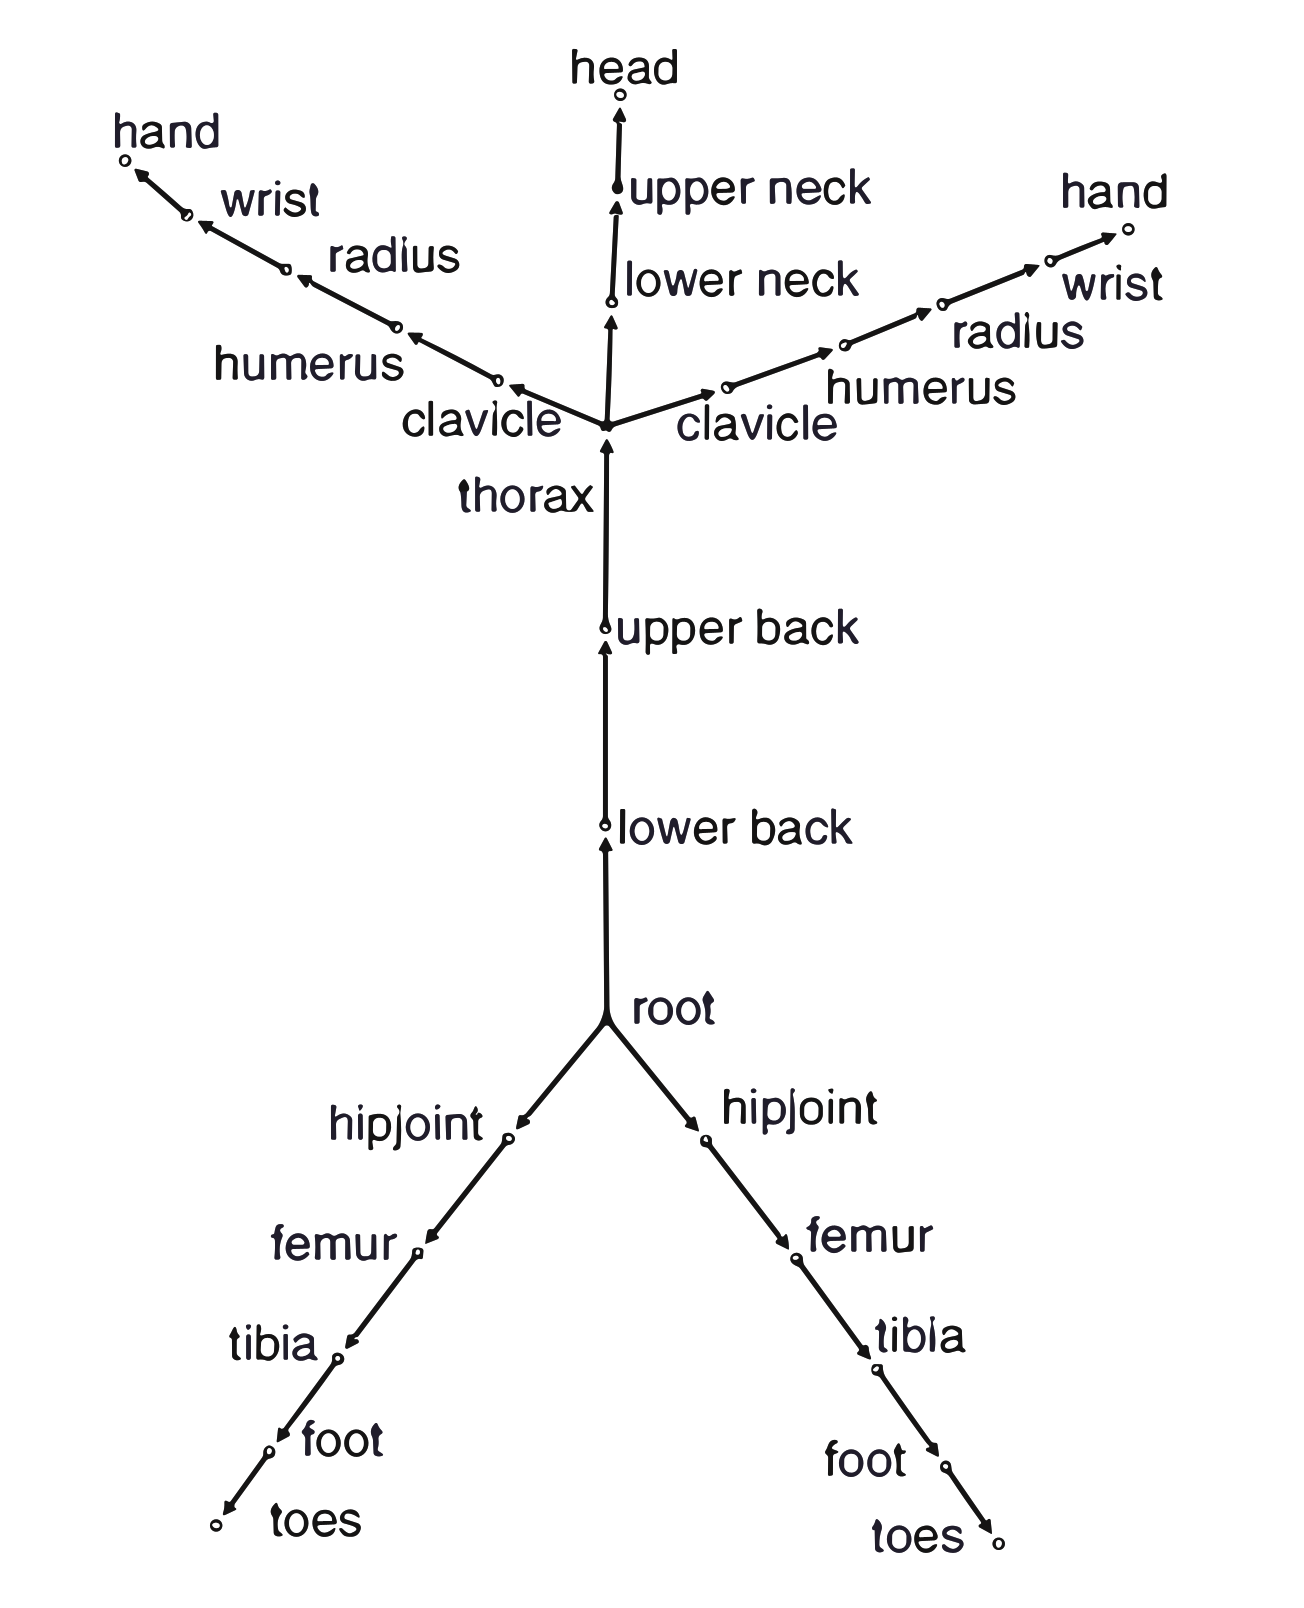 head
hand
upper neck
hand
wrist
radius
lower neck
wrist
radius
humerus
humerus
clavicle
clavicle
thorax
upper back
lower back
root
hipjoint
hipjoint
femur
femur
tibia
tibia
foot
foot
toes
toes